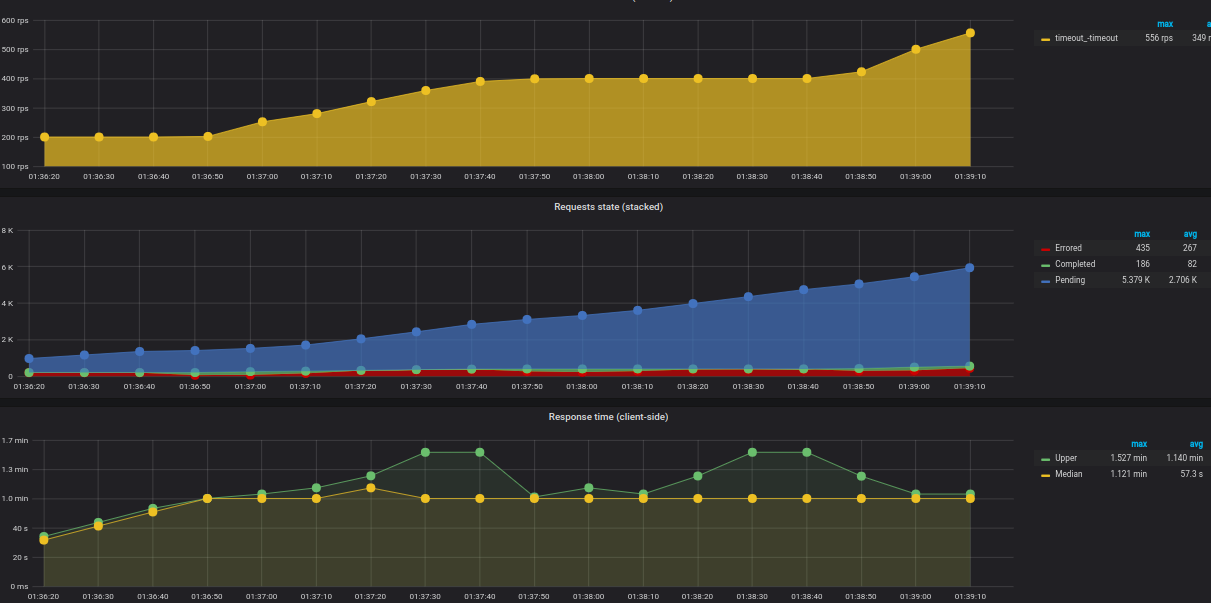 600 rps
500 rps
400 rps
300 rps
200 rps
100 rps
01:36:20 01:36:30 01:36:40 01:36:50 01:37:00 01:37:10 01:37:20 01:37:30 01:37:40 01:37:50 01:38:00 01:38:10 01:38:20 01:38:30 01:38:40 01:38:50 01:39:00 01:39:10
max
timeout_-timeout 556 rps 349
Requests state (stacked)
8 K
6 K
4 K
2 K
0
01:36:20 01:36:30 01:36:40 01:36:50 01:37:00 01:37:10 01:37:20 01:37:30 01:37:40 01:37:50 01:38:00 01:38:10 01:38:20 01:38:30 01:38:40 01:38:50 01:39:00 01:39:10
max avg
Errored 435 267
Completed 186 82
Pending 5.379 K 2.706 K
Response time (client-side)
1.7 min
1.3 min
1.0 min
40 s
20 s
0 ms
01:36:20 01:36:30 01:36:40 01:36:50 01:37:00 01:37:10 01:37:20 01:37:30 01:37:40 01:37:50 01:38:00 01:38:10 01:38:20 01:38:30 01:38:40 01:38:50 01:39:00 01:39:10
max avg
Upper 1.527 min 1.140 min
Median 1.121 min 57.3 s